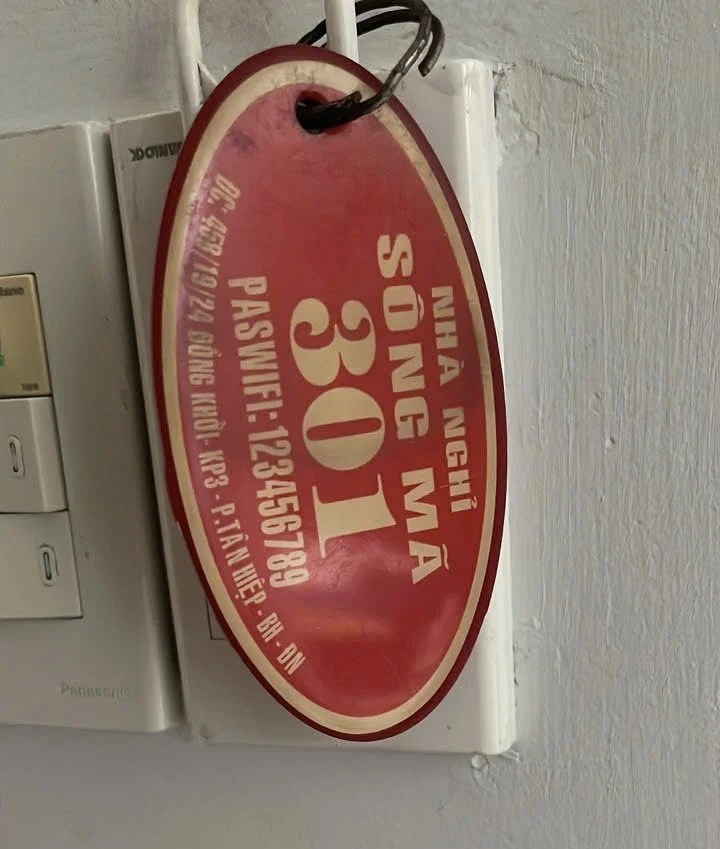 NHÀ NGHỈ
SÔNG MÃ
301
PASWIFI: 123456789
ĐC: 458/19/24 ĐỒNG KHỞI - KP3 - P.TÂN HIỆP - BH - ĐN
Panasonic